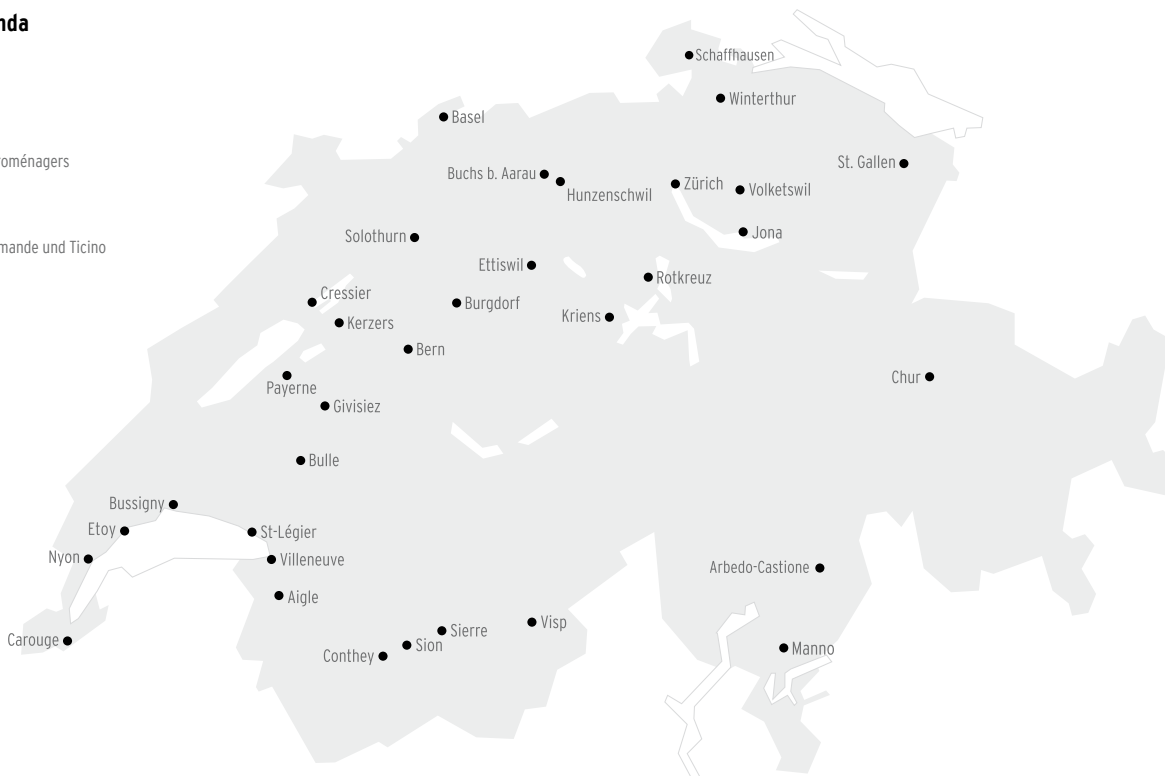 nda
Schaffhausen
Winterthur
Basel
roménagers
St. Gallen
Buchs b. Aarau
Hunzenschwil
Zürich
Volketswil
Jona
Solothurn
mande und Ticino
Ettiswil
Rotkreuz
Cressier
Burgdorf
Kriens
Kerzers
Bern
Payerne
Chur
Givisiez
Bulle
Bussigny
Etoy
St-Légier
Nyon
Villeneuve
Arbedo-Castione
Aigle
Visp
Sierre
Carouge
Sion
Manno
Conthey